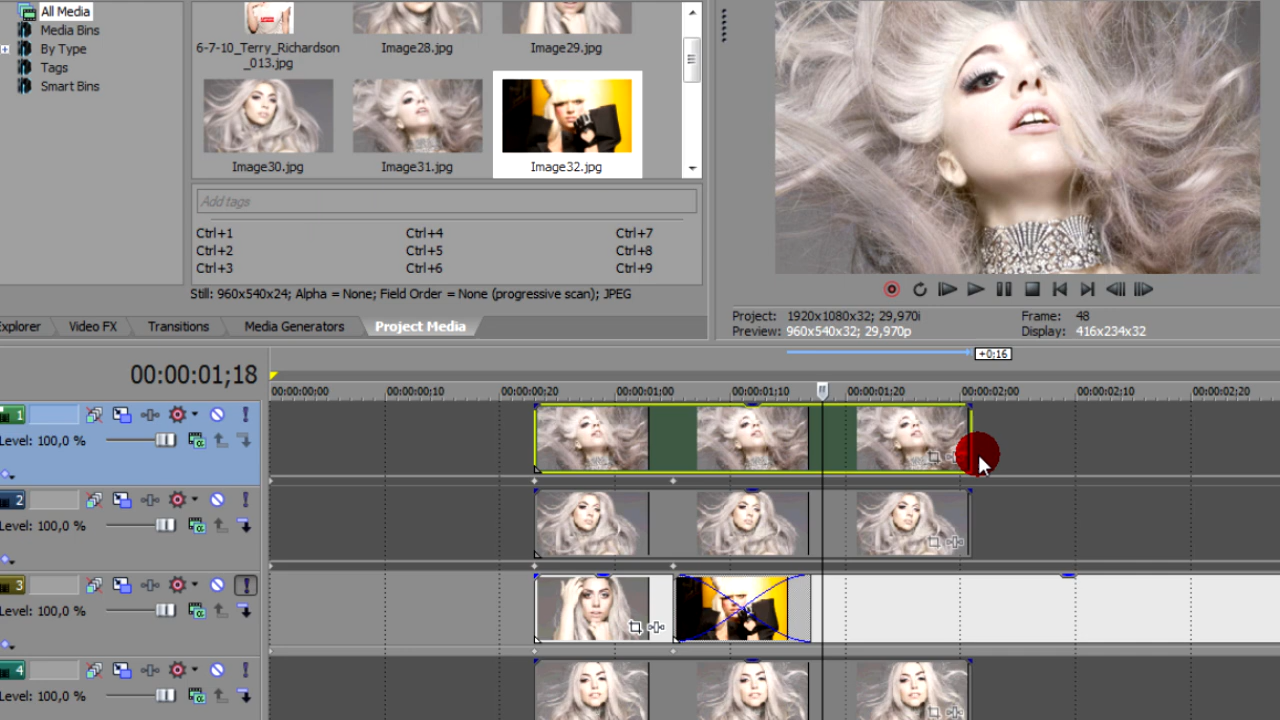 All Media
Media Bins
By Type
Tags
Smart Bins
6-7-10_Terry_Richardson
_013.jpg
Image28.jpg
Image29.jpg
Image30.jpg
Image31.jpg
Image32.jpg
Add tags
Ctrl+1 Ctrl+4 Ctrl+7
Ctrl+2 Ctrl+5 Ctrl+8
Ctrl+3 Ctrl+6 Ctrl+9
Still: 960x540x24; Alpha = None; Field Order = None (progressive scan); JPEG
xplorer Video FX Transitions Media Generators Project Media
Project: 1920x1080x32; 29,970i Frame: 48
Preview: 960x540x32; 29,970p Display: 416x234x32
+0;16
00:00:01;18
00:00:00;00 00:00:00;10 00:00:00;20 00:00:01;00 00:00:01;10 00:00:01;20 00:00:02;00 00:00:02;10 00:00:02;20
1
Level: 100,0 %
2
Level: 100,0 %
3
Level: 100,0 %
4
Level: 100,0 %